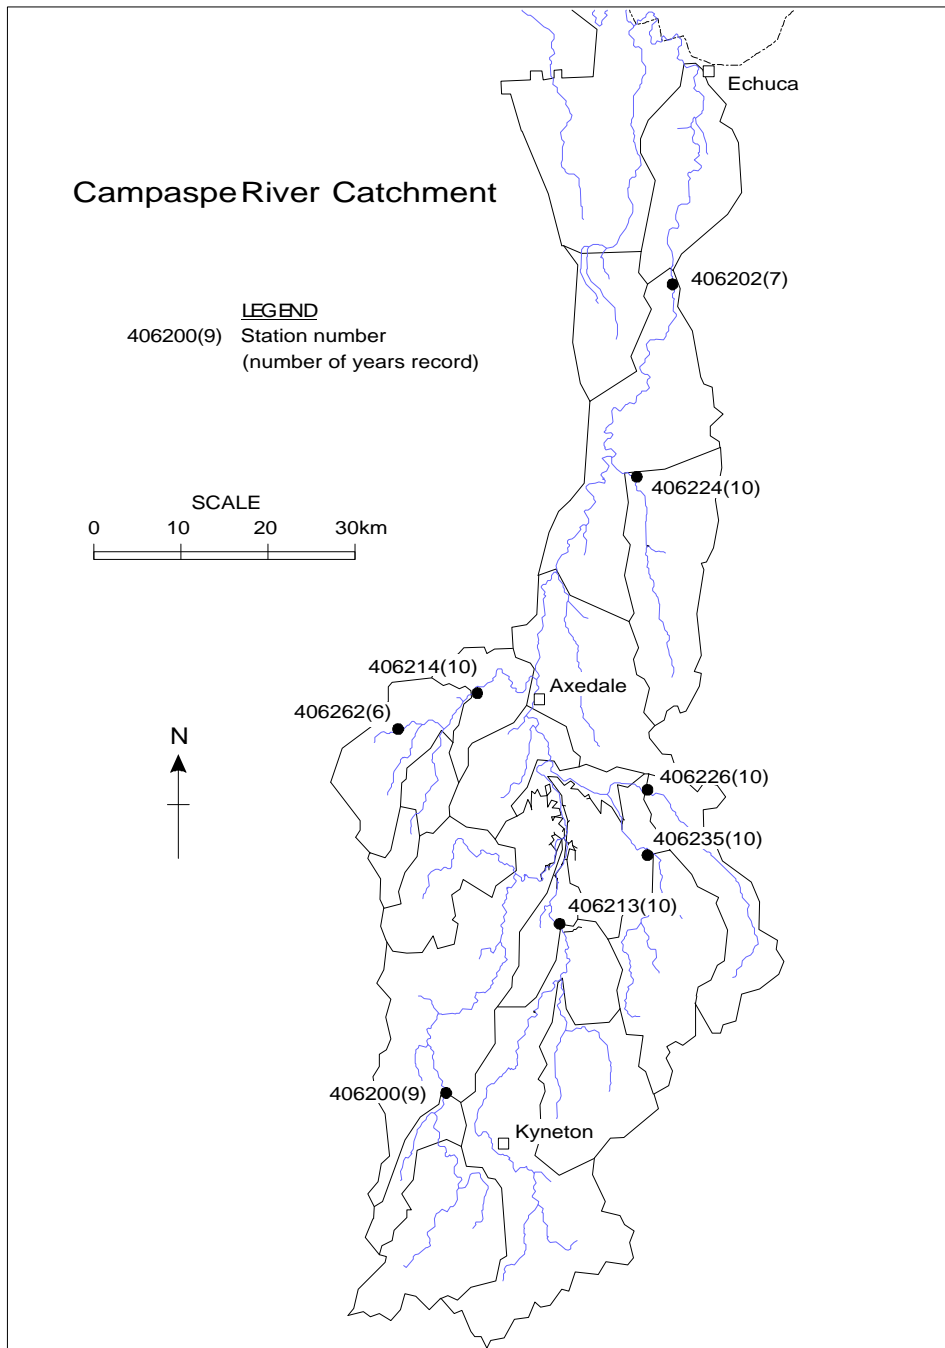 Echuca
Campaspe River Catchment
406202(7)
LEGEND
406200(9) Station number
(number of years record)
406224(10)
SCALE
0 10 20 30km
406214(10)
Axedale
406262(6)
N
406226(10)
406235(10)
406213(10)
406200(9)
Kyneton